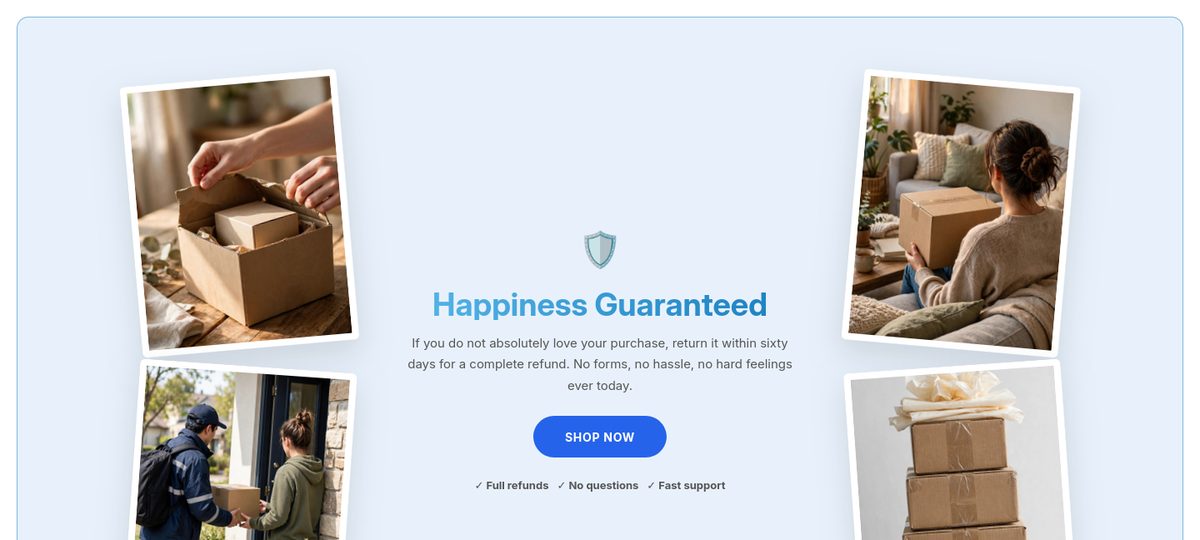 Happiness Guaranteed
If you do not absolutely love your purchase, return it within sixty
days for a complete refund. No forms, no hassle, no hard feelings
ever today.
SHOP NOW
✓ Full refunds ✓ No questions ✓ Fast support